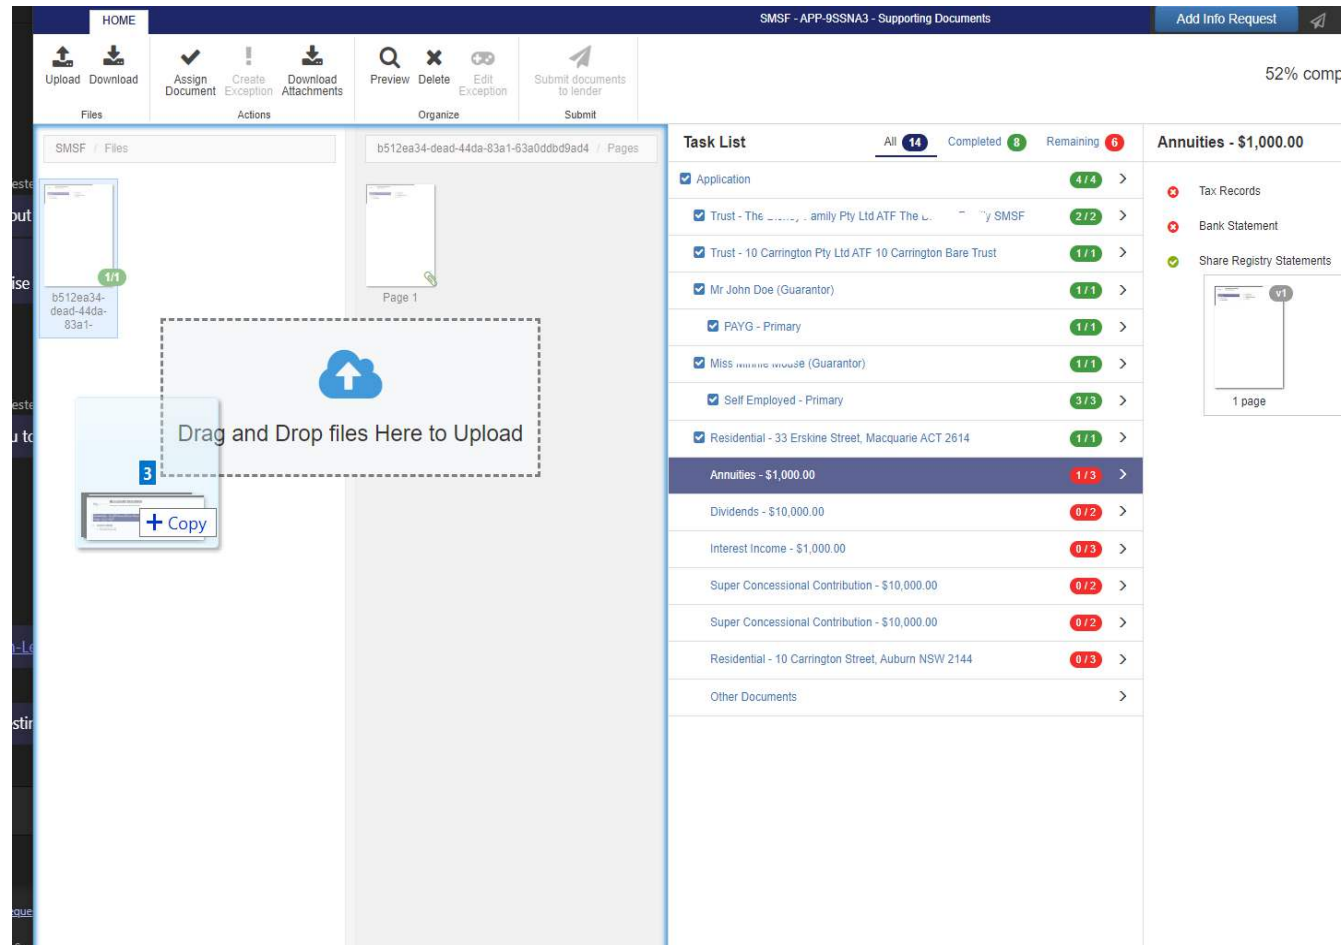 HOME
SMSF - APP-9SSNA3 - Supporting Documents
Add Info Request
Upload
Download
Assign Document
Create Exception
Download Attachments
Preview
Delete
Edit Exception
Submit documents to lender
52% comp
Files
Actions
Organize
Submit
SMSF / Files
b512ea34-dead-44da-83a1-63a0ddbd9ad4 / Pages
1/1
b512ea34-
dead-44da-
83a1-
Page 1
Drag and Drop files Here to Upload
3
+ Copy
Task List
All 14
Completed 8
Remaining 6
Application 4 / 4
Trust - The amily Pty Ltd ATF The y SMSF 2 / 2
Trust - 10 Carrington Pty Ltd ATF 10 Carrington Bare Trust 1 / 1
Mr John Doe (Guarantor) 1 / 1
PAYG - Primary 1 / 1
Miss (Guarantor) 1 / 1
Self Employed - Primary 3 / 3
Residential - 33 Erskine Street, Macquarie ACT 2614 1 / 1
Annuities - $1,000.00 1 / 3
Dividends - $10,000.00 0 / 2
Interest Income - $1,000.00 0 / 3
Super Concessional Contribution - $10,000.00 0 / 2
Super Concessional Contribution - $10,000.00 0 / 2
Residential - 10 Carrington Street, Auburn NSW 2144 0 / 3
Other Documents
Annuities - $1,000.00
Tax Records
Bank Statement
Share Registry Statements
v1
1 page